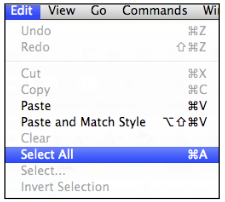 Edit View Go Commands Wi
Undo ⌘Z
Redo ⇧⌘Z
Cut ⌘X
Copy ⌘C
Paste ⌘V
Paste and Match Style ⌥⇧⌘V
Clear
Select All ⌘A
Select...
Invert Selection